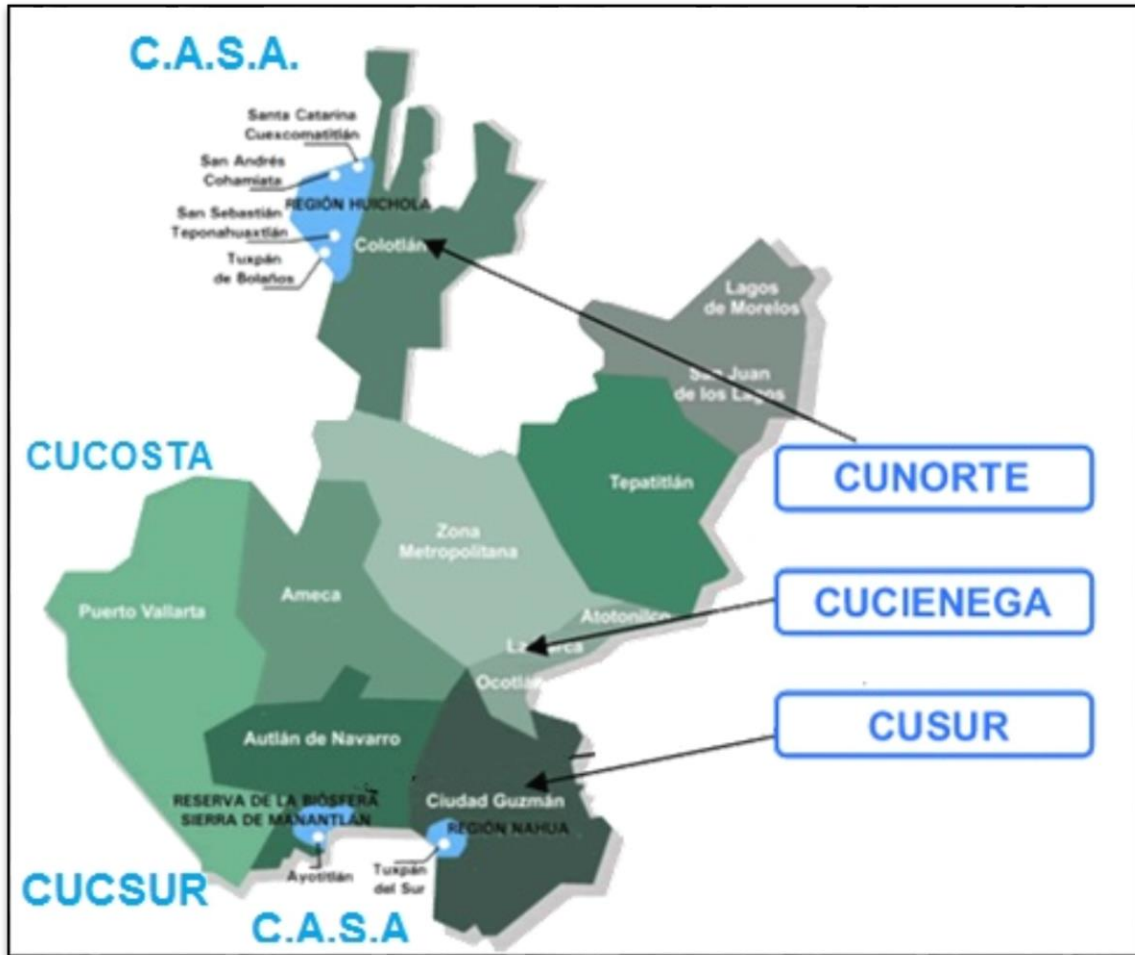 C.A.S.A.
Santa Catarina
Cuexcomatitlán
San Andrés
Cohamiata
REGIÓN HUICHOLA
San Sebastián
Teponahuaxtlán
Colotlán
Tuxpán
de Bolaños
Lagos
de Morelos
San Juan
de los Lagos
CUCOSTA
CUNORTE
Tepatitlán
Zona
Metropolitana
Ameca
Puerto Vallarta
CUCIENEGA
Atotonilco
Ocotlán
CUSUR
Autlán de Navarro
RESERVA DE LA BIÓSFERA
SIERRA DE MANANTLÁN
Ciudad Guzmán
REGIÓN NAHUA
Ayotitlán
Tuxpán
del Sur
CUCSUR
C.A.S.A